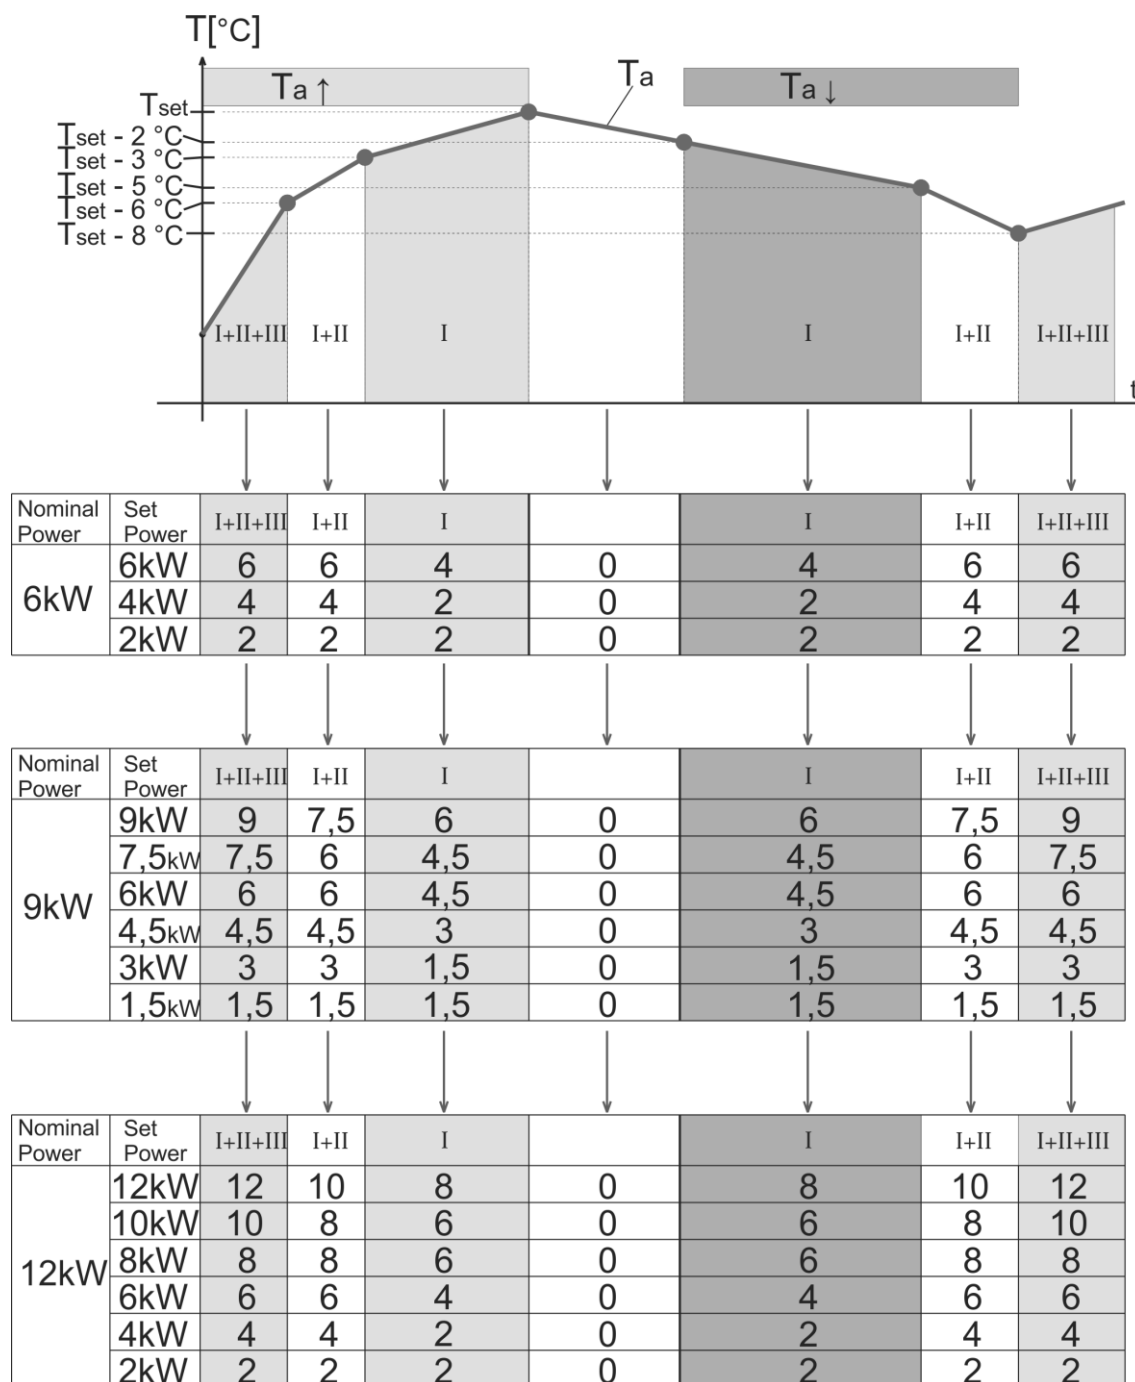 T[°C]
Ta ↑
Ta
Ta ↓
Tset
Tset - 2 °C
Tset - 3 °C
Tset - 5 °C
Tset - 6 °C
Tset - 8 °C
I+II+III I+II I I I+II I+II+III
t
Nominal Power Set Power I+II+III I+II I I I+II I+II+III
6kW
6kW 6 6 4 0 4 6 6
4kW 4 4 2 0 2 4 4
2kW 2 2 2 0 2 2 2
Nominal Power Set Power I+II+III I+II I I I+II I+II+III
9kW
9kW 9 7,5 6 0 6 7,5 9
7,5kW 7,5 6 4,5 0 4,5 6 7,5
6kW 6 6 4,5 0 4,5 6 6
4,5kW 4,5 4,5 3 0 3 4,5 4,5
3kW 3 3 1,5 0 1,5 3 3
1,5kW 1,5 1,5 1,5 0 1,5 1,5 1,5
Nominal Power Set Power I+II+III I+II I I I+II I+II+III
12kW
12kW 12 10 8 0 8 10 12
10kW 10 8 6 0 6 8 10
8kW 8 8 6 0 6 8 8
6kW 6 6 4 0 4 6 6
4kW 4 4 2 0 2 4 4
2kW 2 2 2 0 2 2 2